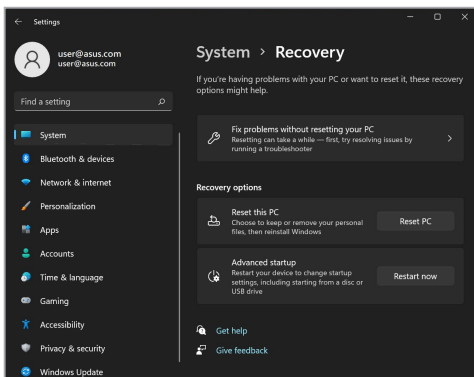 Settings
user@asus.com
user@asus.com
Find a setting
System
Bluetooth & devices
Network & internet
Personalization
Apps
Accounts
Time & language
Gaming
Accessibility
Privacy & security
Windows Update
System > Recovery
If you're having problems with your PC or want to reset it, these recovery
options might help.
Fix problems without resetting your PC
Resetting can take a while — first, try resolving issues by
running a troubleshooter
Recovery options
Reset this PC
Choose to keep or remove your personal
files, then reinstall Windows
Reset PC
Advanced startup
Restart your device to change startup
settings, including starting from a disc or
USB drive
Restart now
Get help
Give feedback